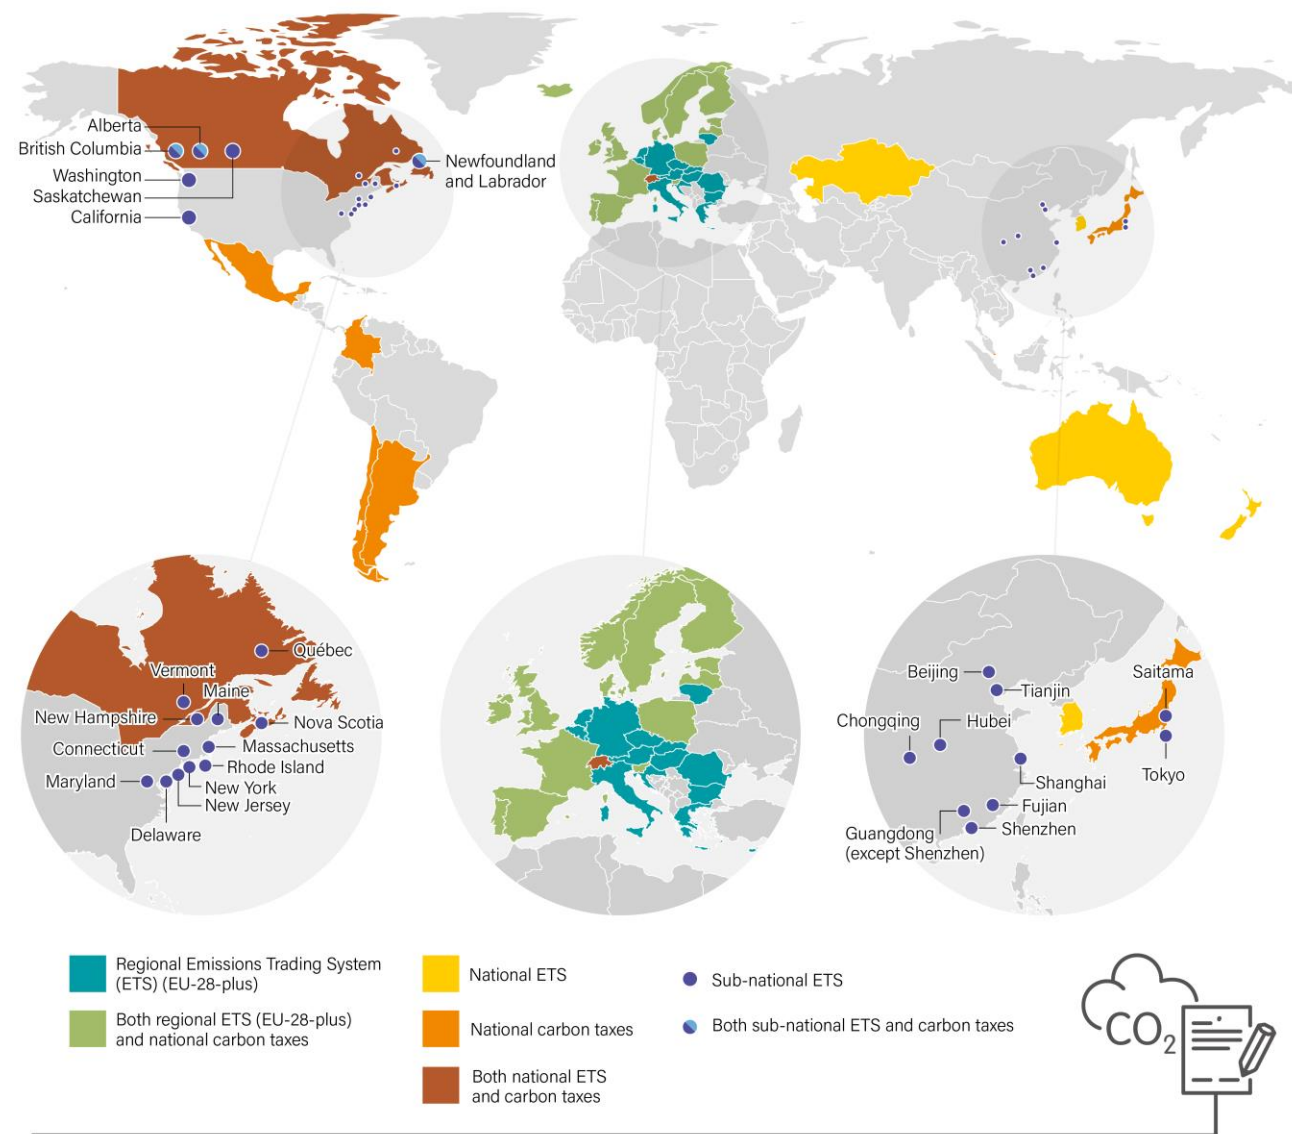 Alberta
British Columbia
Washington
Saskatchewan
California
Newfoundland
and Labrador
Québec
Vermont
Maine
New Hampshire
Nova Scotia
Connecticut
Massachusetts
Rhode Island
Maryland
New York
New Jersey
Delaware
Beijing
Saitama
Tianjin
Chongqing
Hubei
Tokyo
Shanghai
Fujian
Guangdong
(except Shenzhen)
Shenzhen
Regional Emissions Trading System
(ETS) (EU-28-plus)
Both regional ETS (EU-28-plus)
and national carbon taxes
National ETS
National carbon taxes
Both national ETS
and carbon taxes
Sub-national ETS
Both sub-national ETS and carbon taxes
CO2